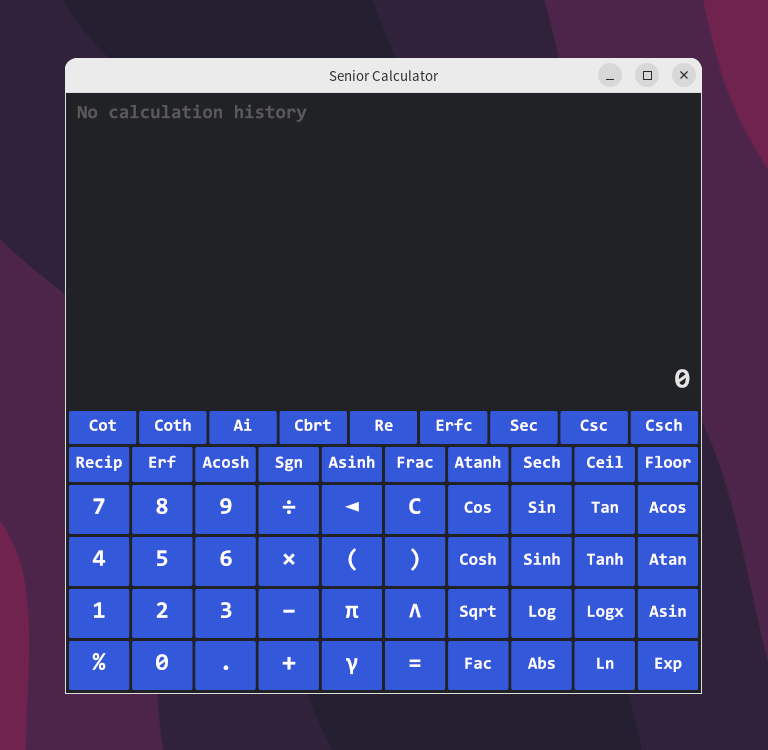 Senior Calculator
No calculation history
0
Cot Coth Ai Cbrt Re Erfc Sec Csc Csch
Recip Erf Acosh Sgn Asinh Frac Atanh Sech Ceil Floor
7 8 9 ÷ ◄ C Cos Sin Tan Acos
4 5 6 × ( ) Cosh Sinh Tanh Atan
1 2 3 − π ʌ Sqrt Log Logx Asin
% 0 . + γ = Fac Abs Ln Exp